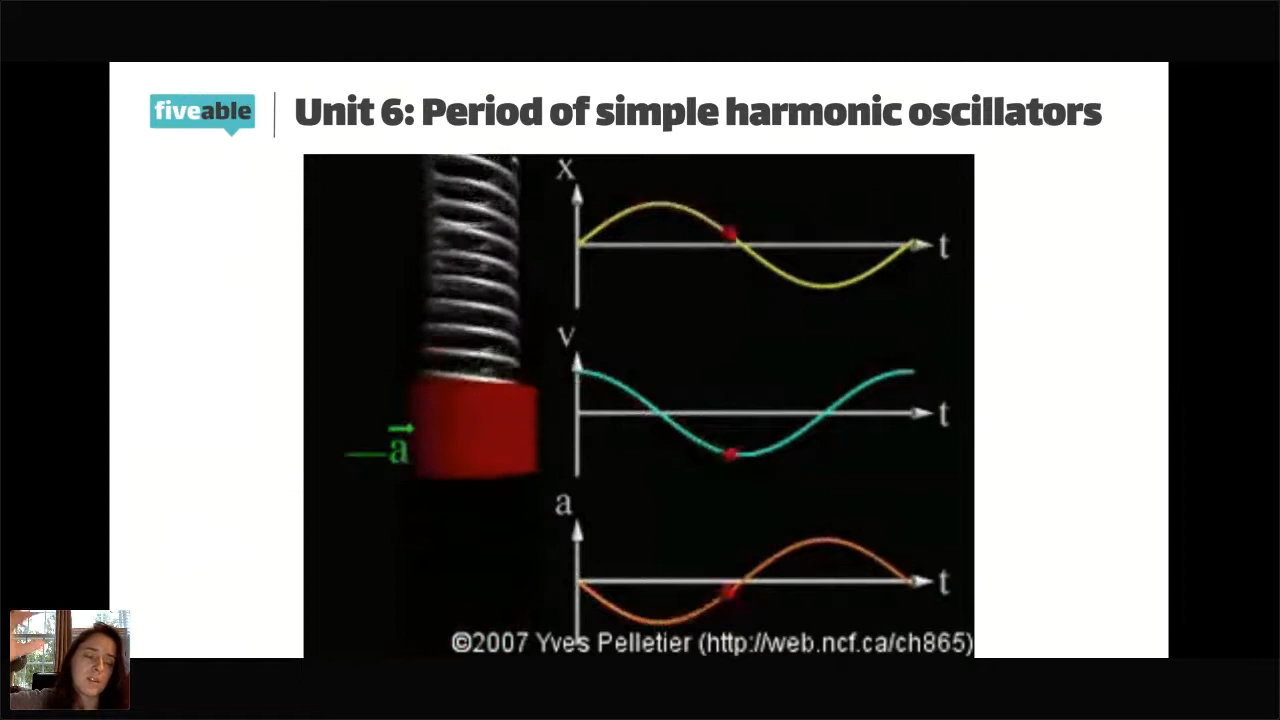 fiveable
Unit 6: Period of simple harmonic oscillators
x
t
v
t
a
a
t
©2007 Yves Pelletier (http://web.ncf.ca/ch865)